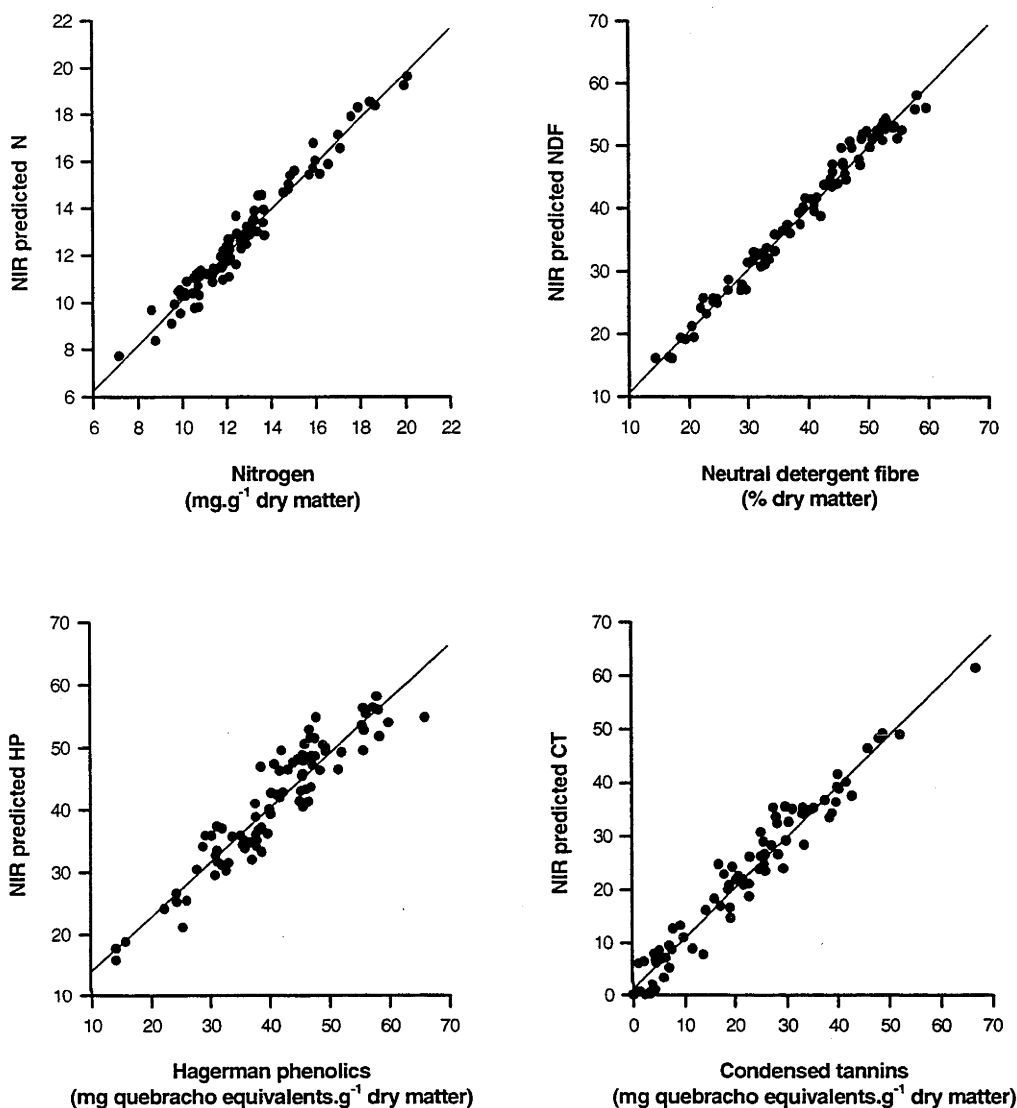 22
20
18
16
14
12
10
8
6
NIR predicted N
6 8 10 12 14 16 18 20 22
Nitrogen
(mg.g-1 dry matter)
70
60
50
40
30
20
10
NIR predicted NDF
10 20 30 40 50 60 70
Neutral detergent fibre
(% dry matter)
70
60
50
40
30
20
10
NIR predicted HP
10 20 30 40 50 60 70
Hagerman phenolics
(mg quebracho equivalents.g-1 dry matter)
70
60
50
40
30
20
10
0
NIR predicted CT
0 10 20 30 40 50 60 70
Condensed tannins
(mg quebracho equivalents.g-1 dry matter)